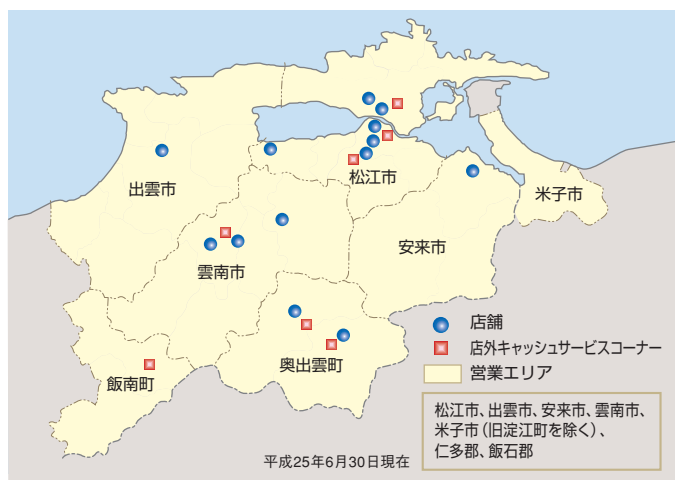 出雲市
松江市
米子市
安来市
雲南市
奥出雲町
飯南町
店舗
店外キャッシュサービスコーナー
営業エリア
松江市、出雲市、安来市、雲南市、
米子市（旧淀江町を除く）、
仁多郡、飯石郡
平成25年6月30日現在